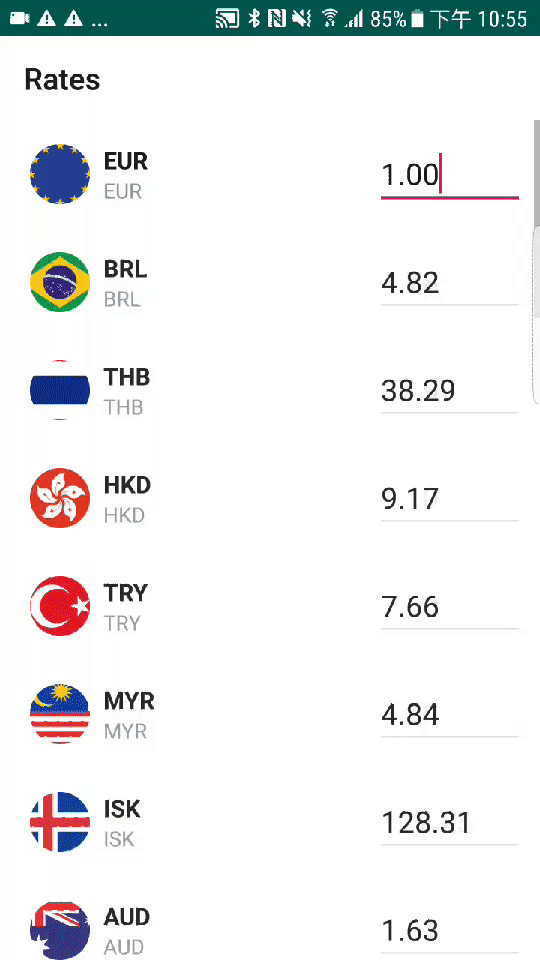 ... 85% 下午 10:55
Rates
EUR 1.00
EUR
BRL 4.82
BRL
THB 38.29
THB
HKD 9.17
HKD
TRY 7.66
TRY
MYR 4.84
MYR
ISK 128.31
ISK
AUD 1.63
AUD